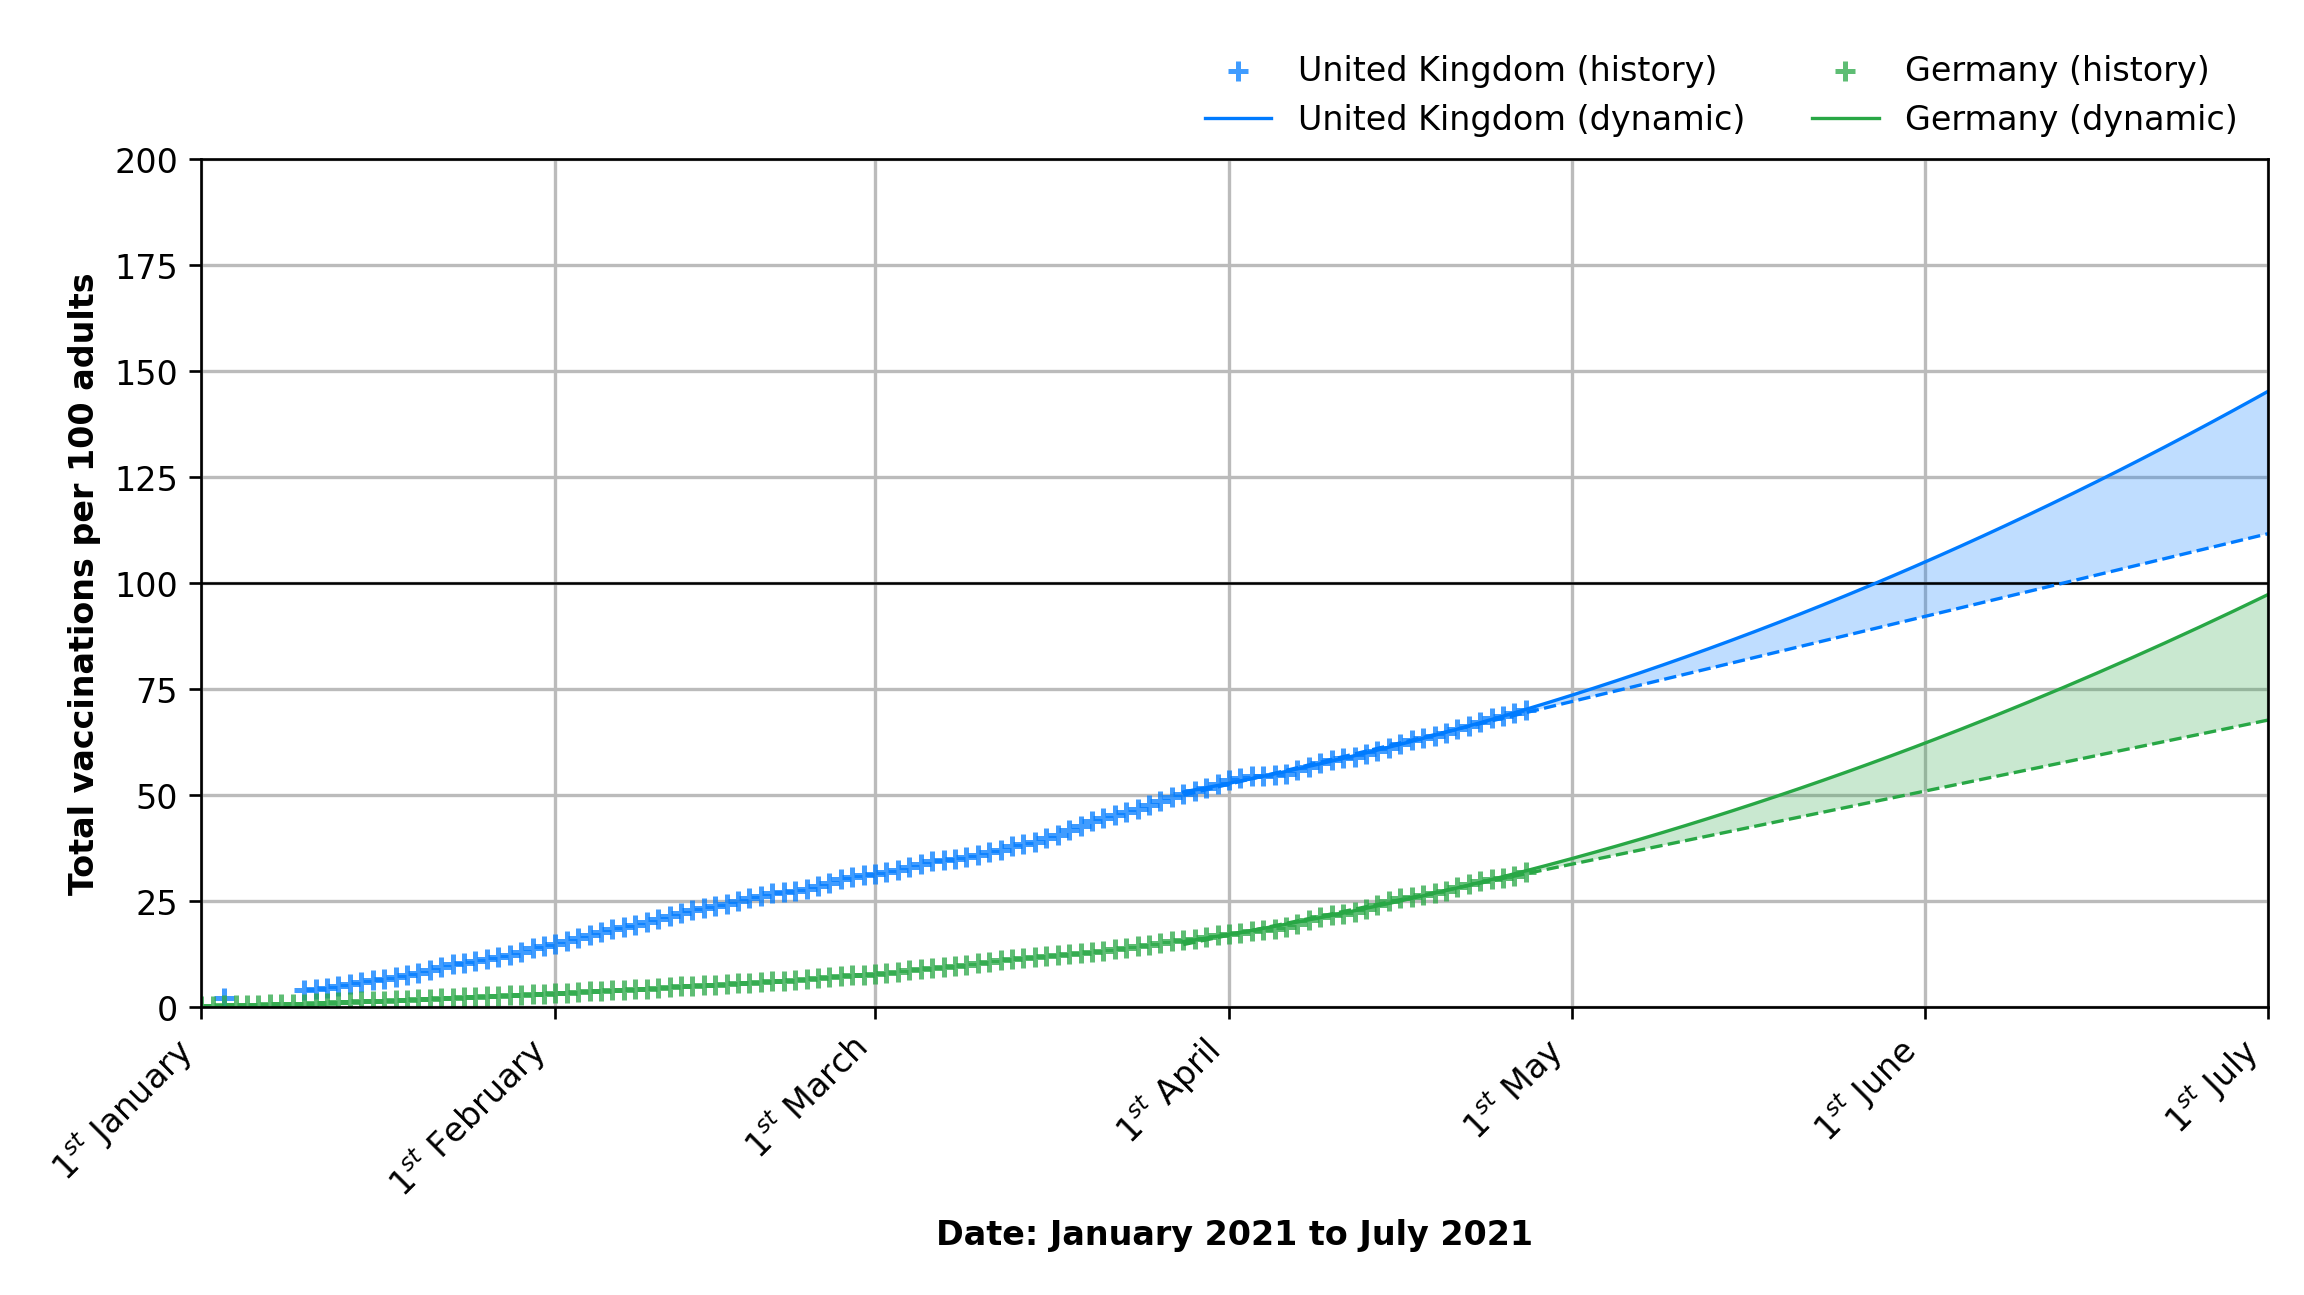 United Kingdom (history)
United Kingdom (dynamic)
Germany (history)
Germany (dynamic)
Total vaccinations per 100 adults
200
175
150
125
100
75
50
25
0
1st January
1st February
1st March
1st April
1st May
1st June
1st July
Date: January 2021 to July 2021